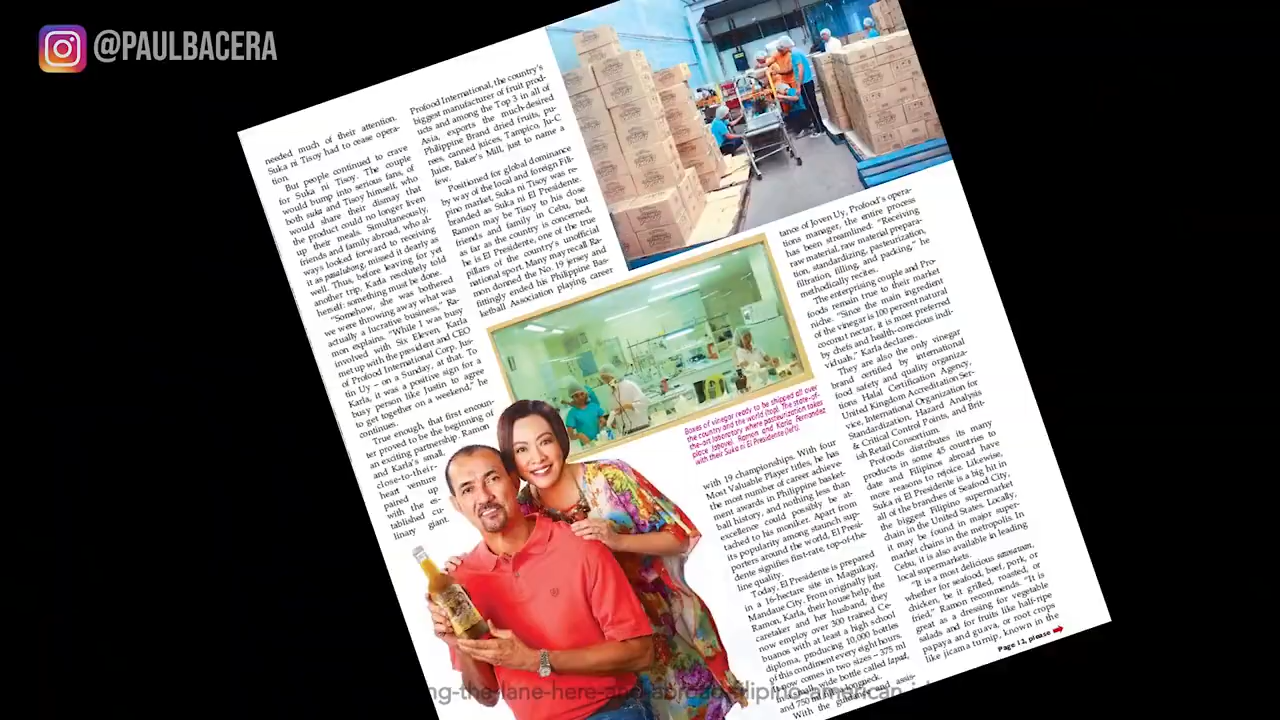 @PAULBACERA
needed much of their attention.
Suka ni Tisoy had to cease opera-
tion.
But people continued to crave
for Suka ni Tisoy. The couple
would bump into serious fans, of
both suka and Tisoy himself, who
would share their dismay that
the product could no longer liven
up their meals. Simultaneously,
friends and family abroad, who al-
ways looked forward to receiving
it as pasalubong, missed it dearly as
well. Thus, before leaving for yet
another trip, Karla resolutely told
herself: something must be done.
"Somehow, she was bothered
we were throwing away what was
actually a lucrative business," Ra-
mon explains. "While I was busy
involved with Six Eleven, Karla
met up with the president and CEO
of Profood International Corp. Jus-
tin Uy – on a Sunday, at that. To
Karla, it was a positive sign for a
busy person like Justin to agree
to get together on a weekend," he
continues.
True enough, that first encoun-
ter proved to be the beginning of
an exciting partnership. Ramon
and Karla's small,
close-to-their-
heart venture
paired up
with the es-
tablished cu-
linary giant.
Profood International, the country's
biggest manufacturer of fruit prod-
ucts and among the Top 3 in all of
Asia, exports the much-desired
Philippine Brand dried fruits, pu-
rees, canned juices, Tampico, Ju-C
Juice, Baker's Mill, just to name a
few.
Positioned for global dominance
by way of the local and foreign Fili-
pino market, Suka ni Tisoy was re-
branded as Suka ni El Presidente.
Ramon may be Tisoy to his close
friends and family in Cebu, but
as far as the country is concerned,
he is El Presidente, one of the true
pillars of the country's unofficial
national sport. Many may recall Ra-
mon donned the No. 19 jersey and
fittingly ended his Philippine Bas-
ketball Association playing career
Boxes of vinegar ready to be shipped all over
the country and the world (top). The state-of-
the-art laboratory where pasteurization takes
place (above). Ramon and Karla Fernandez
with their Suka ni El Presidente (left).
with 19 championships. With four
Most Valuable Player titles, he has
the most number of career achieve-
ment awards in Philippine basket-
ball history, and nothing less than
excellence could possibly be at-
tached to his moniker. Apart from
its popularity among staunch sup-
porters around the world, El Presi-
dente signifies first-rate, top-of-the-
line quality.
Today, El Presidente is prepared
in a 16-hectare site in Maguikay,
Mandaue City. From originally just
Ramon, Karla, their house help, the
caretaker and her husband, they
now employ over 300 trained Ce-
buanos with at least a high school
diploma, producing 10,000 bottles
of this condiment every eight hours.
It now comes in two sizes – 375 ml
in a small, wide bottle called lapad,
and 750 ml in a longneck.
With the guidance and assis-
tance of Joven Uy, Profood's opera-
tions manager, the entire process
has been streamlined: "Receiving
raw material, raw material prepara-
tion, standardizing, pasteurization,
filtration, filling, and packing," he
methodically recites.
The enterprising couple and Pro-
foods remain true to their market
niche. "Since the main ingredient
of the vinegar is 100 percent natural
coconut nectar, it is most preferred
by chefs and health-conscious indi-
viduals," Karla declares.
They are also the only vinegar
brand certified by international
food safety and quality organiza-
tions Halal Certification Agency,
United Kingdom Accreditation Ser-
vice, International Organization for
Standardization, Hazard Analysis
& Critical Control Points, and Brit-
ish Retail Consortium.
Profoods distributes its many
products in some 45 countries to
date and Filipinos abroad have
more reasons to rejoice. Likewise,
Suka ni El Presidente is a big hit in
all of the branches of Seafood City,
the biggest Filipino supermarket
chain in the United States. Locally,
it may be found in major super-
market chains in the metropolis. In
Cebu, it is also available in leading
local supermarkets.
"It is a most delicious sawsawan,
whether for seafood, beef, pork, or
chicken, be it grilled, roasted, or
fried," Ramon recommends. "It is
great as a dressing for vegetable
salads and for fruits like half-ripe
papaya and guava, or root crops
like jicama turnip, known in the
Page 12, please
ng-the-lane-here-and-abroad-filipino-american-id